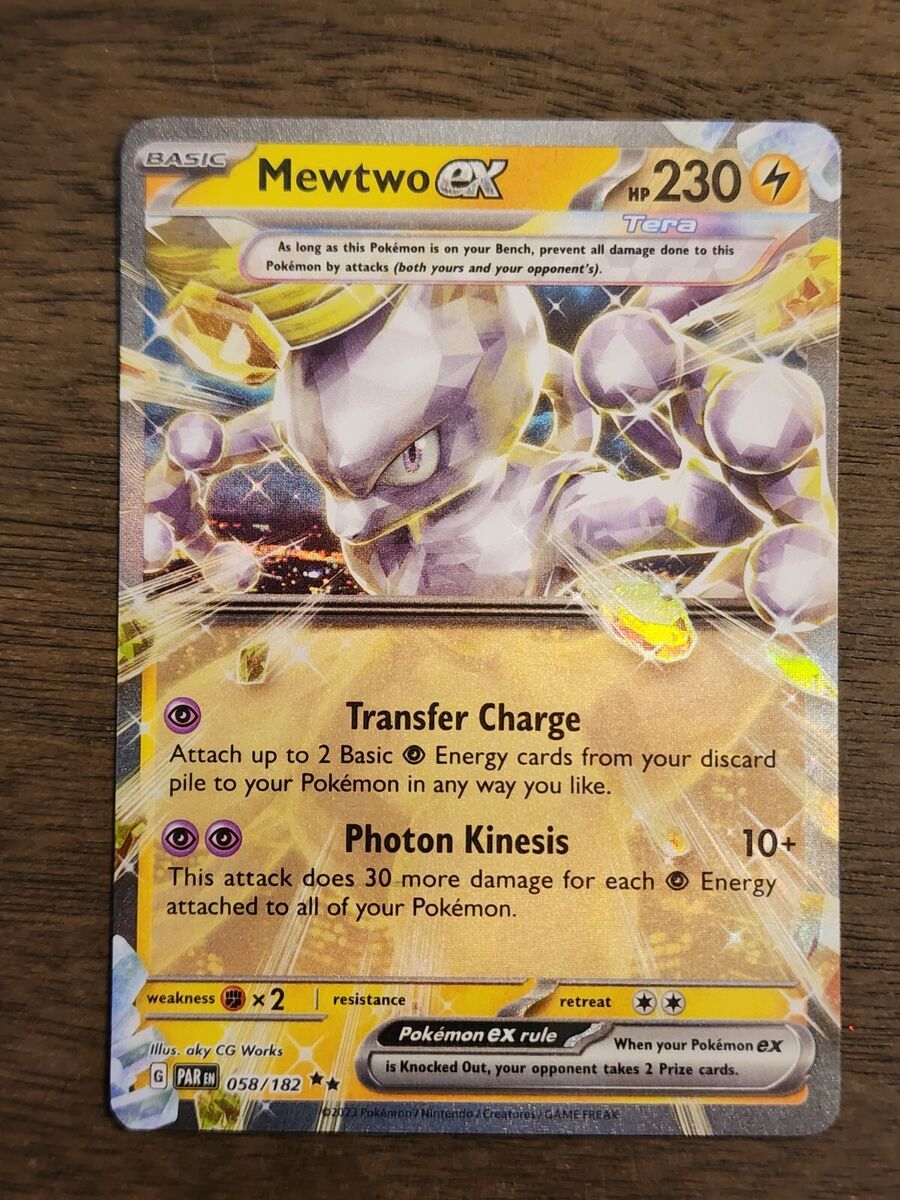 BASIC Mewtwo ex HP 230
Tera
As long as this Pokémon is on your Bench, prevent all damage done to this
Pokémon by attacks (both yours and your opponent's).
Transfer Charge
Attach up to 2 Basic Energy cards from your discard
pile to your Pokémon in any way you like.
Photon Kinesis 10+
This attack does 30 more damage for each Energy
attached to all of your Pokémon.
weakness ×2 resistance retreat
Illus. aky CG Works
Pokémon ex rule
When your Pokémon ex
is Knocked Out, your opponent takes 2 Prize cards.
G PAR EN 058/182 ★★
©2023 Pokémon / Nintendo / Creatures / GAME FREAK